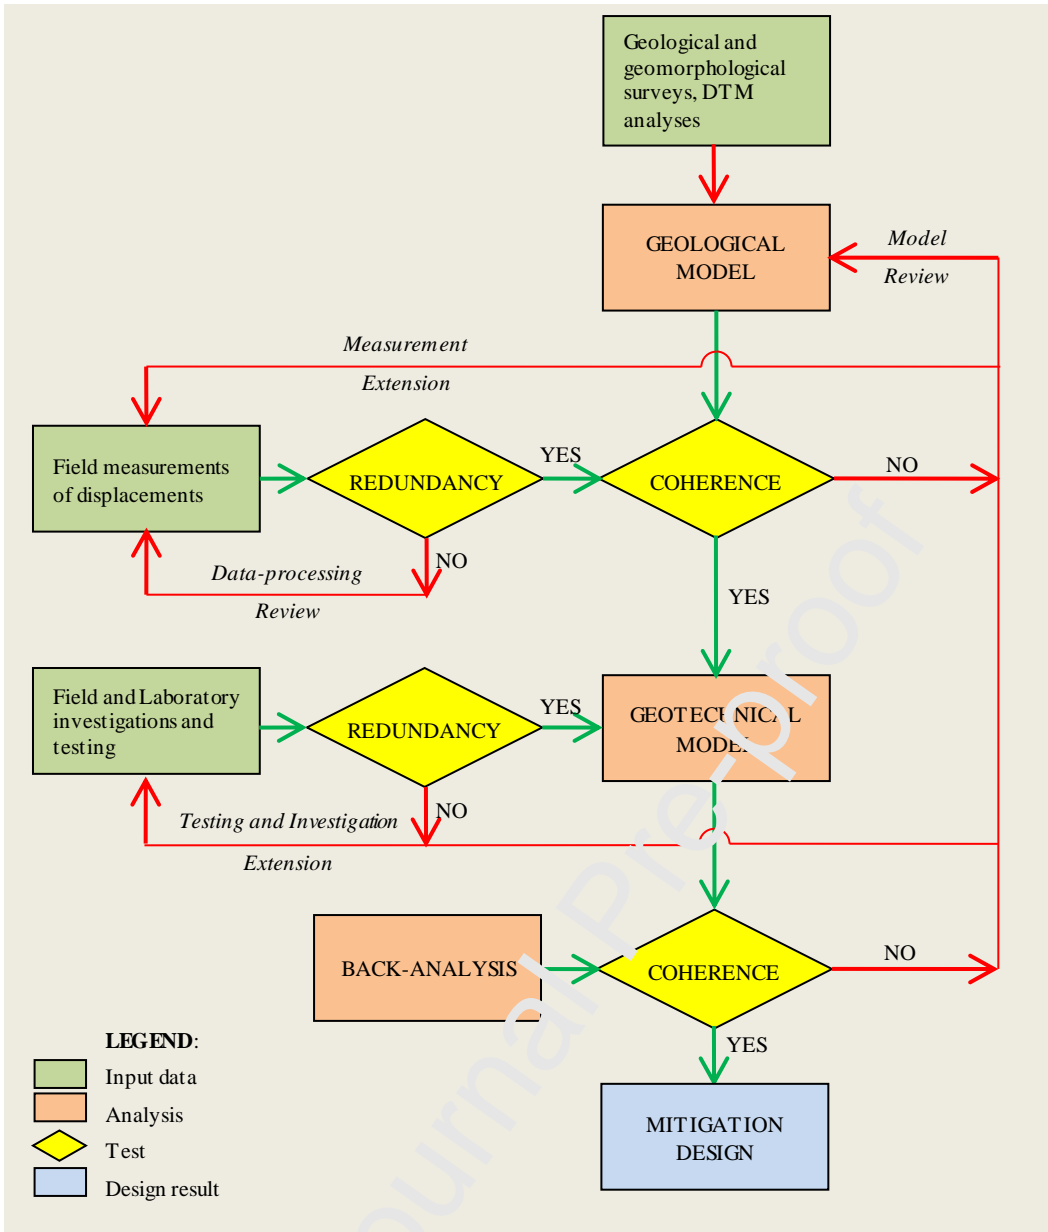 Geological and
geomorphological
surveys, DTM
analyses
GEOLOGICAL
MODEL
Model
Review
Measurement
Extension
Field measurements
of displacements
REDUNDANCY
YES
COHERENCE
NO
NO
Data-processing
Review
YES
Field and Laboratory
investigations and
testing
REDUNDANCY
YES
GEOTECHNICAL
MODEL
NO
Testing and Investigation
Extension
BACK-ANALYSIS
COHERENCE
NO
YES
MITIGATION
DESIGN
LEGEND:
Input data
Analysis
Test
Design result
Journal Pre-proof